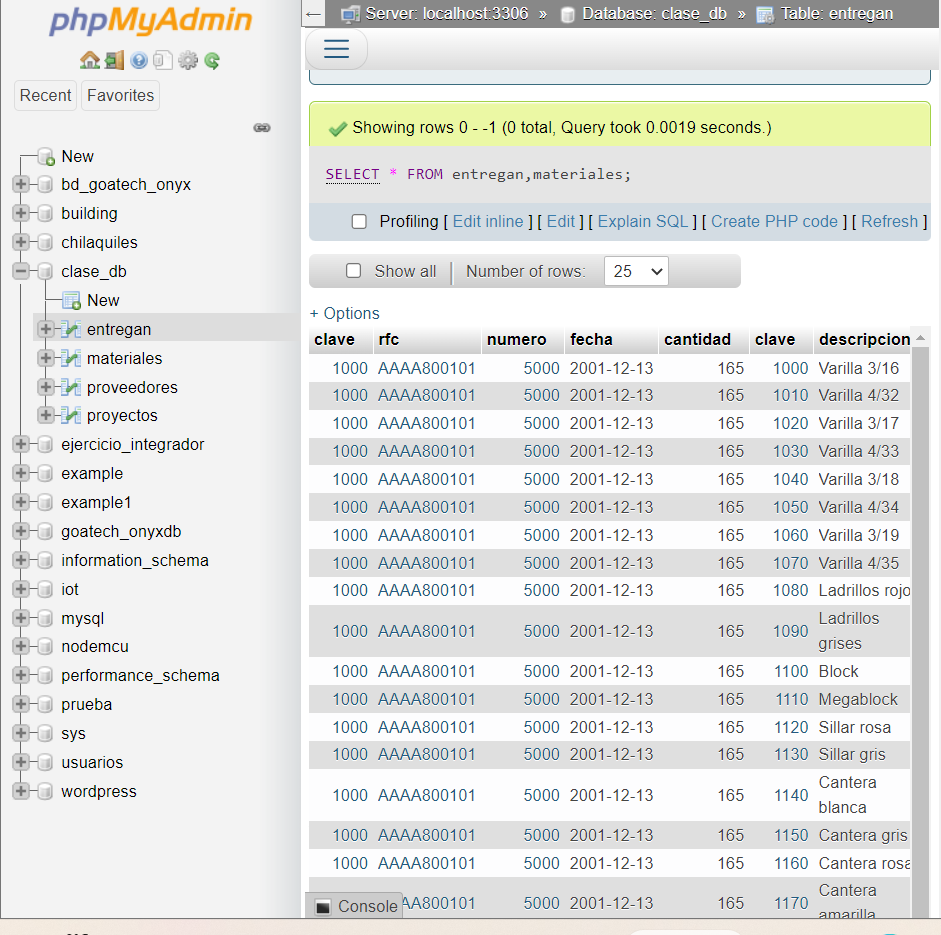 phpMyAdmin
Recent Favorites
New
bd_goatech_onyx
building
chilaquiles
clase_db
New
entregan
materiales
proveedores
proyectos
ejercicio_integrador
example
example1
goatech_onyxdb
information_schema
iot
mysql
nodemcu
performance_schema
prueba
sys
usuarios
wordpress
Server: localhost:3306 » Database: clase_db » Table: entregan
Showing rows 0 - -1 (0 total, Query took 0.0019 seconds.)
SELECT * FROM entregan,materiales;
Profiling [ Edit inline ] [ Edit ] [ Explain SQL ] [ Create PHP code ] [ Refresh ]
Show all Number of rows: 25
+ Options
clave rfc numero fecha cantidad clave descripcion
1000 AAAA800101 5000 2001-12-13 165 1000 Varilla 3/16
1000 AAAA800101 5000 2001-12-13 165 1010 Varilla 4/32
1000 AAAA800101 5000 2001-12-13 165 1020 Varilla 3/17
1000 AAAA800101 5000 2001-12-13 165 1030 Varilla 4/33
1000 AAAA800101 5000 2001-12-13 165 1040 Varilla 3/18
1000 AAAA800101 5000 2001-12-13 165 1050 Varilla 4/34
1000 AAAA800101 5000 2001-12-13 165 1060 Varilla 3/19
1000 AAAA800101 5000 2001-12-13 165 1070 Varilla 4/35
1000 AAAA800101 5000 2001-12-13 165 1080 Ladrillos rojo
1000 AAAA800101 5000 2001-12-13 165 1090 Ladrillos
grises
1000 AAAA800101 5000 2001-12-13 165 1100 Block
1000 AAAA800101 5000 2001-12-13 165 1110 Megablock
1000 AAAA800101 5000 2001-12-13 165 1120 Sillar rosa
1000 AAAA800101 5000 2001-12-13 165 1130 Sillar gris
1000 AAAA800101 5000 2001-12-13 165 1140 Cantera
blanca
1000 AAAA800101 5000 2001-12-13 165 1150 Cantera gris
1000 AAAA800101 5000 2001-12-13 165 1160 Cantera rosa
AAA800101 5000 2001-12-13 165 1170 Cantera
amarilla
Console